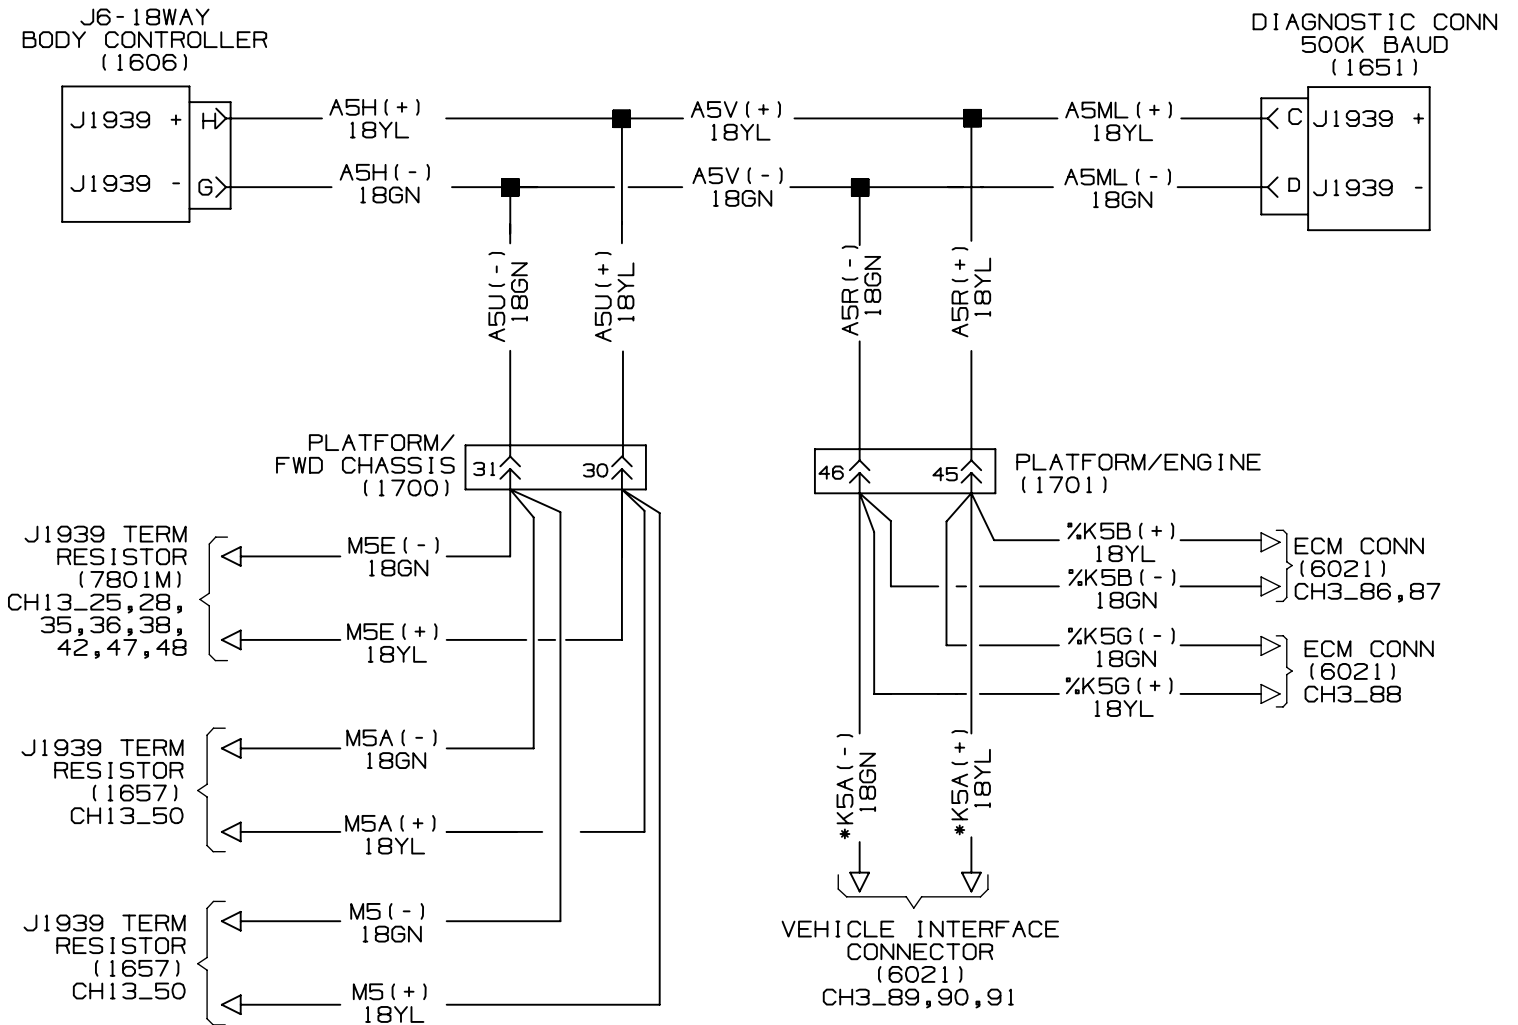 J6-18WAY
BODY CONTROLLER
(1606)
DIAGNOSTIC CONN
500K BAUD
(1651)
J1939 +
H
A5H(+)
18YL
A5V(+)
18YL
A5ML(+)
18YL
C
J1939 +
J1939 -
G
A5H(-)
18GN
A5V(-)
18GN
A5ML(-)
18GN
D
J1939 -
A5U(-)
18GN
A5U(+)
18YL
A5R(-)
18GN
A5R(+)
18YL
PLATFORM/
FWD CHASSIS
(1700)
31
30
46
45
PLATFORM/ENGINE
(1701)
J1939 TERM
RESISTOR
(7801M)
CH13_25,28,
35,36,38,
42,47,48
M5E(-)
18GN
M5E(+)
18YL
%K5B(+)
18YL
%K5B(-)
18GN
ECM CONN
(6021)
CH3_86,87
%K5G(-)
18GN
%K5G(+)
18YL
ECM CONN
(6021)
CH3_88
J1939 TERM
RESISTOR
(1657)
CH13_50
M5A(-)
18GN
M5A(+)
18YL
*K5A(-)
18GN
*K5A(+)
18YL
J1939 TERM
RESISTOR
(1657)
CH13_50
M5(-)
18GN
M5(+)
18YL
VEHICLE INTERFACE
CONNECTOR
(6021)
CH3_89,90,91